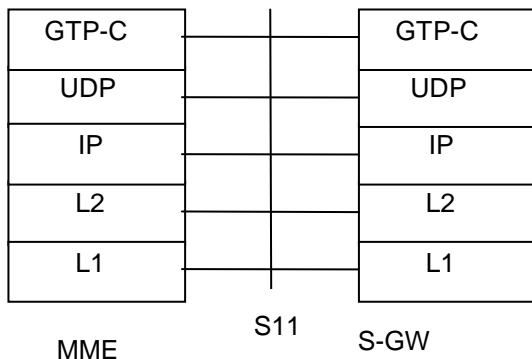 GTP-C GTP-C
UDP UDP
IP IP
L2 L2
L1 L1
MME S11 S-GW